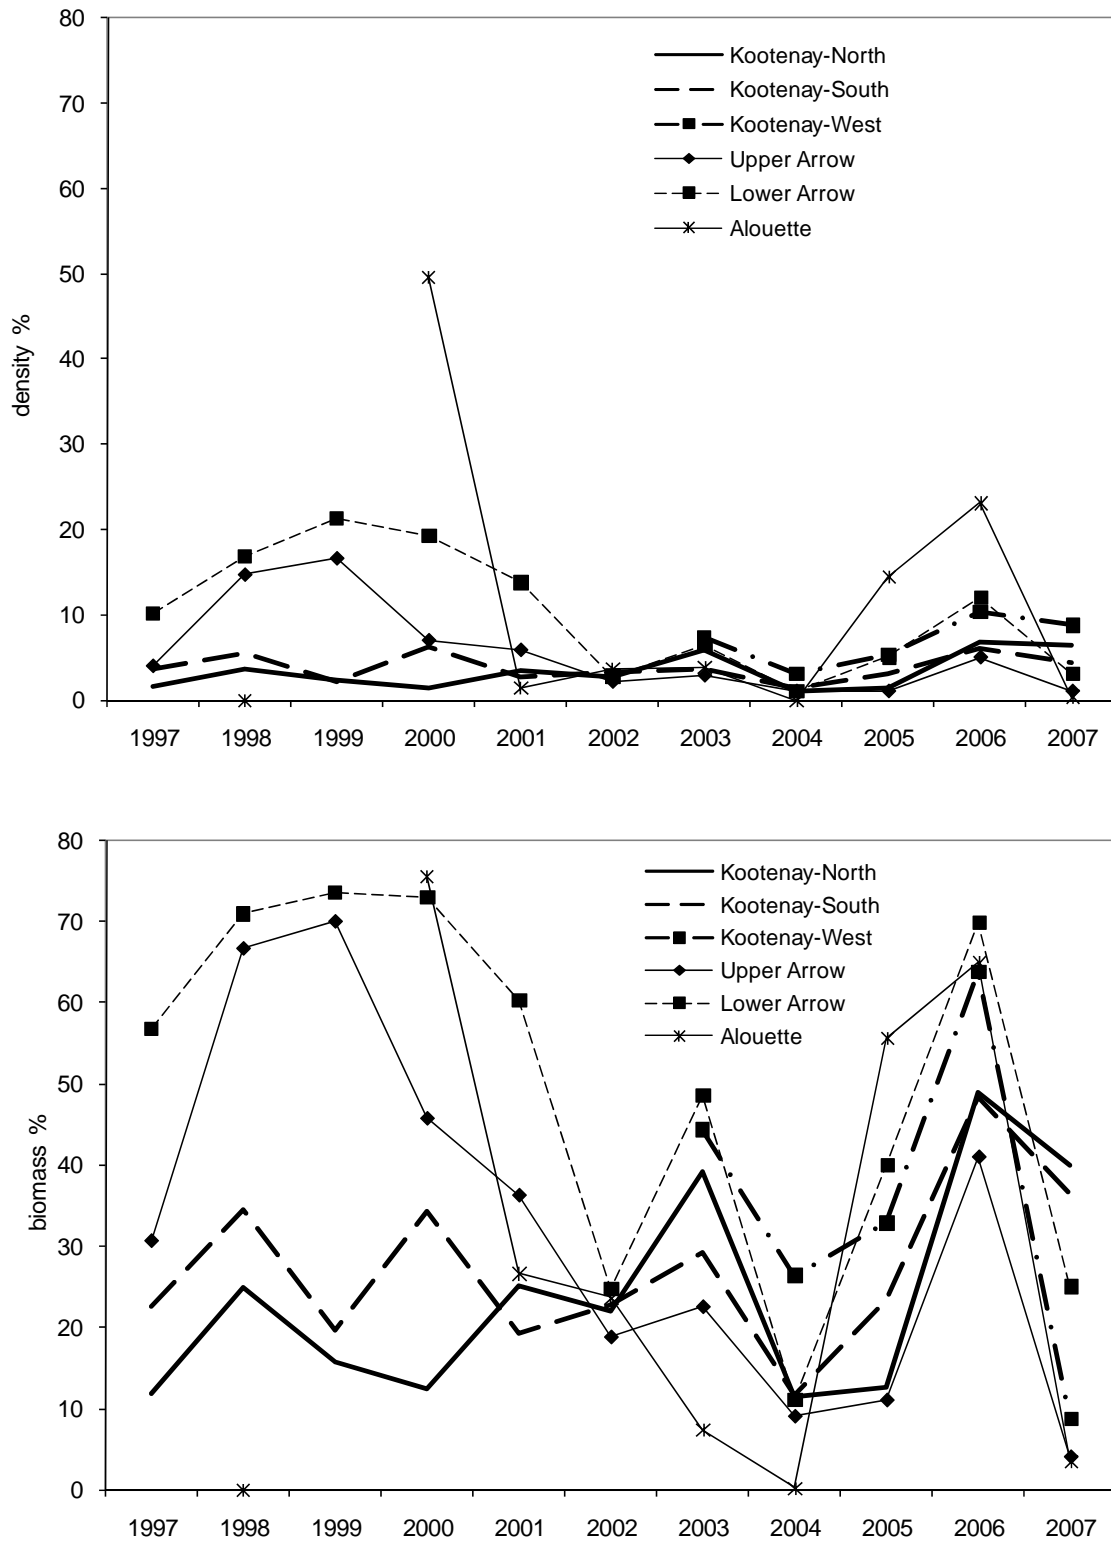 80
70
60
50
40
30
20
10
0
density %
Kootenay-North
Kootenay-South
Kootenay-West
Upper Arrow
Lower Arrow
Alouette
1997 1998 1999 2000 2001 2002 2003 2004 2005 2006 2007
80
70
60
50
40
30
20
10
0
biomass %
Kootenay-North
Kootenay-South
Kootenay-West
Upper Arrow
Lower Arrow
Alouette
1997 1998 1999 2000 2001 2002 2003 2004 2005 2006 2007